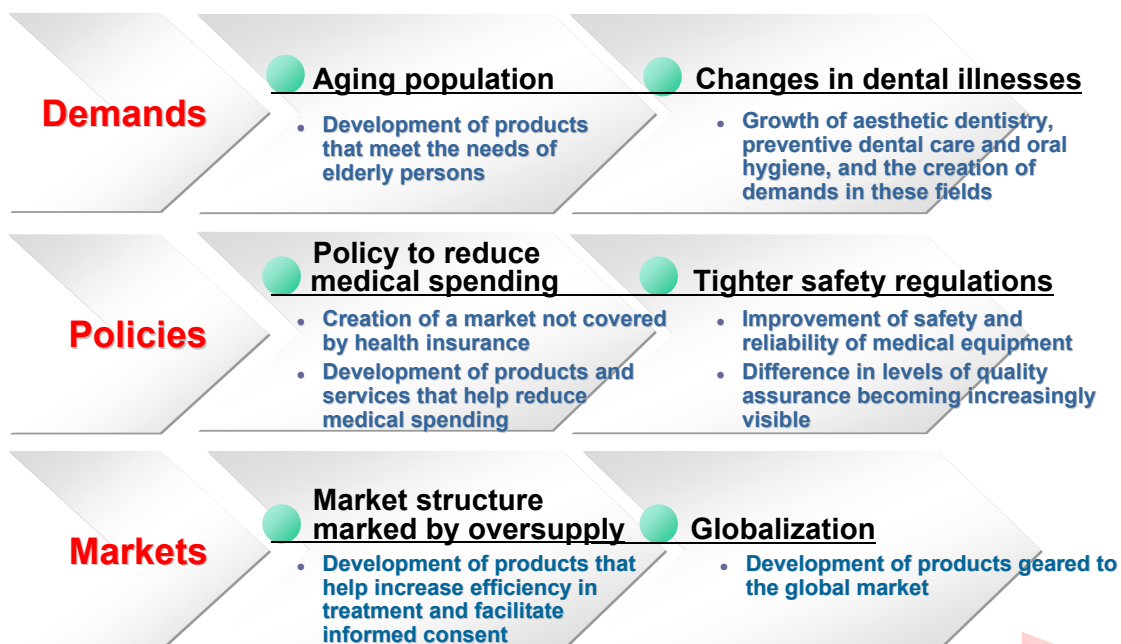 Demands
Aging population
• Development of products
that meet the needs of
elderly persons
Changes in dental illnesses
• Growth of aesthetic dentistry,
preventive dental care and oral
hygiene, and the creation of
demands in these fields
Policies
Policy to reduce
medical spending
• Creation of a market not covered
by health insurance
• Development of products and
services that help reduce
medical spending
Tighter safety regulations
• Improvement of safety and
reliability of medical equipment
• Difference in levels of quality
assurance becoming increasingly
visible
Markets
Market structure
marked by oversupply
• Development of products that
help increase efficiency in
treatment and facilitate
informed consent
Globalization
• Development of products geared to
the global market